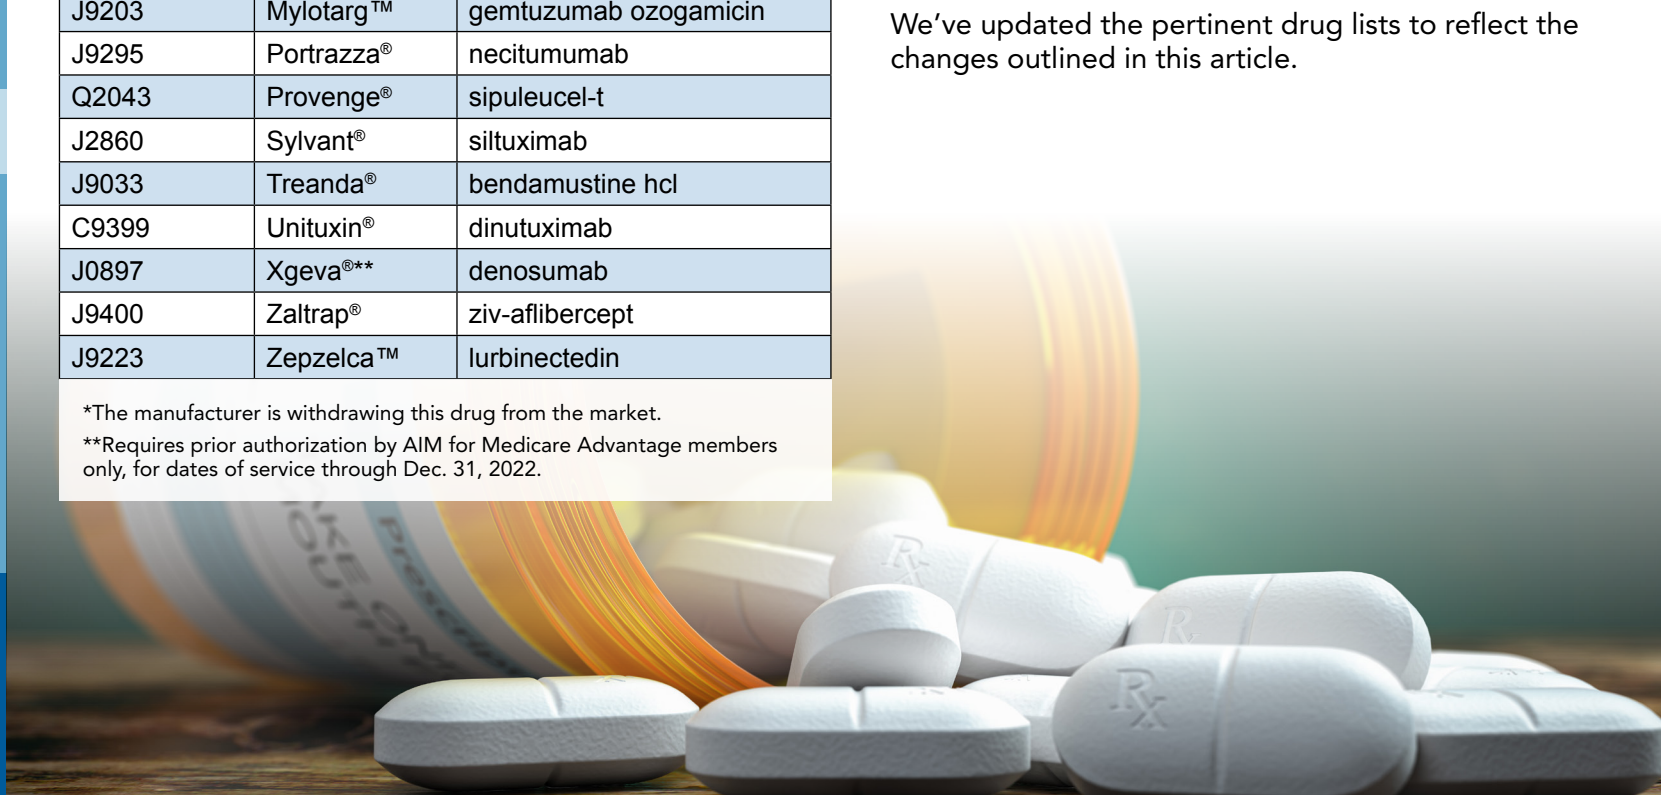 J9203 Mylotarg™ gemtuzumab ozogamicin
J9295 Portrazza® necitumumab
Q2043 Provenge® sipuleucel-t
J2860 Sylvant® siltuximab
J9033 Treanda® bendamustine hcl
C9399 Unituxin® dinutuximab
J0897 Xgeva®** denosumab
J9400 Zaltrap® ziv-aflibercept
J9223 Zepzelca™ lurbinectedin
*The manufacturer is withdrawing this drug from the market.
**Requires prior authorization by AIM for Medicare Advantage members
only, for dates of service through Dec. 31, 2022.
We’ve updated the pertinent drug lists to reflect the
changes outlined in this article.
Rx
Rx
Rx